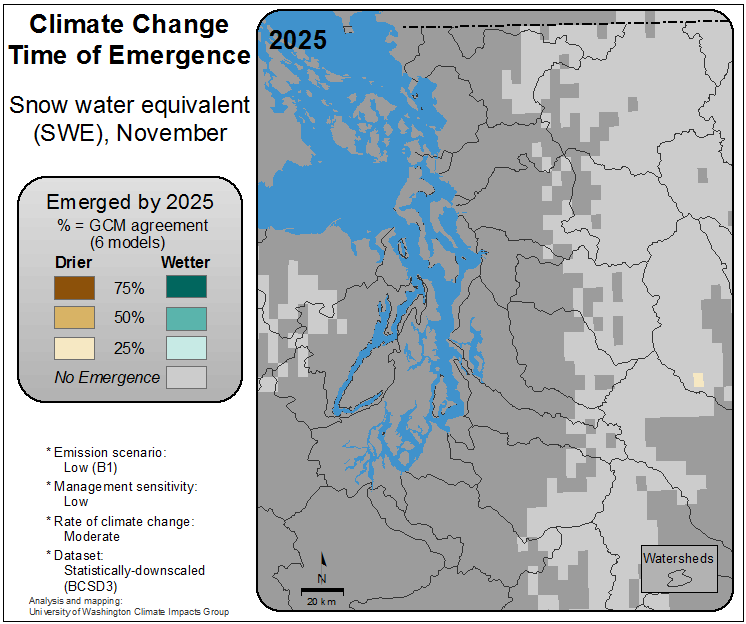 Climate Change
Time of Emergence
Snow water equivalent
(SWE), November
Emerged by 2025
% = GCM agreement
(6 models)
Drier Wetter
75%
50%
25%
No Emergence
* Emission scenario:
Low (B1)
* Management sensitivity:
Low
* Rate of climate change:
Moderate
* Dataset:
Statistically-downscaled
(BCSD3)
Analysis and mapping:
University of Washington Climate Impacts Group
2025
N
20 km
Watersheds